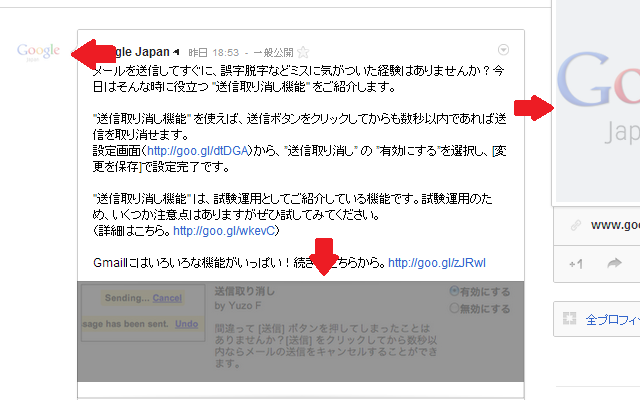 Google
Japan
gle Japan 昨日 18:53 - 一般公開
メールを送信してすぐに、誤字脱字などミスに気がついた経験はありませんか？今
日はそんな時に役立つ "送信取り消し機能" をご紹介します。
"送信取り消し機能" を使えば、送信ボタンをクリックしてからも数秒以内であれば送
信を取り消せます。
設定画面（http://goo.gl/dtDGA）から、"送信取り消し" の "有効にする"を選択し、[変
更を保存]で設定完了です。
"送信取り消し機能"は、試験運用としてご紹介している機能です。試験運用のた
め、いくつか注意点はありますがぜひ試してみてください。
（詳細はこちら。http://goo.gl/wkevC）
Gmailにはいろいろな機能がいっぱい！続き こちらから。http://goo.gl/zJRwI
Sending... Cancel
sage has been sent. Undo
送信取り消し
by Yuzo F
間違って [送信] ボタンを押してしまったことは
ありませんか？[送信] をクリックしてから数秒以
内ならメールの送信をキャンセルすることができ
ます。
有効にする
無効にする
Go
Jap
www.goo
+1
全プロフィ